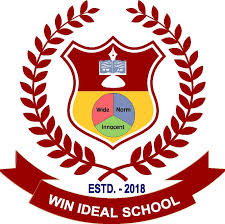 Wide Norm
Innocent
ESTD. - 2018
WIN IDEAL SCHOOL